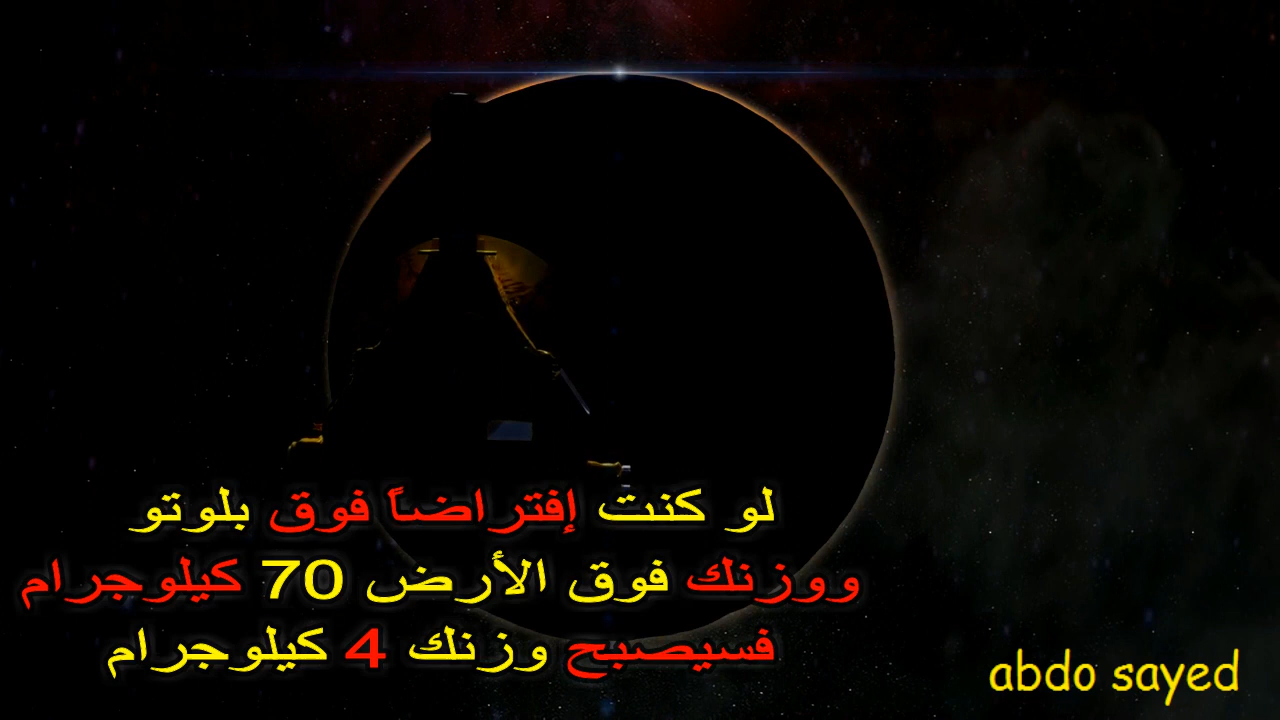 لو كنت إفتراضاً فوق بلوتو
ووزنك فوق الأرض 70 كيلوجرام
فسيصبح وزنك 4 كيلوجرام
abdo sayed